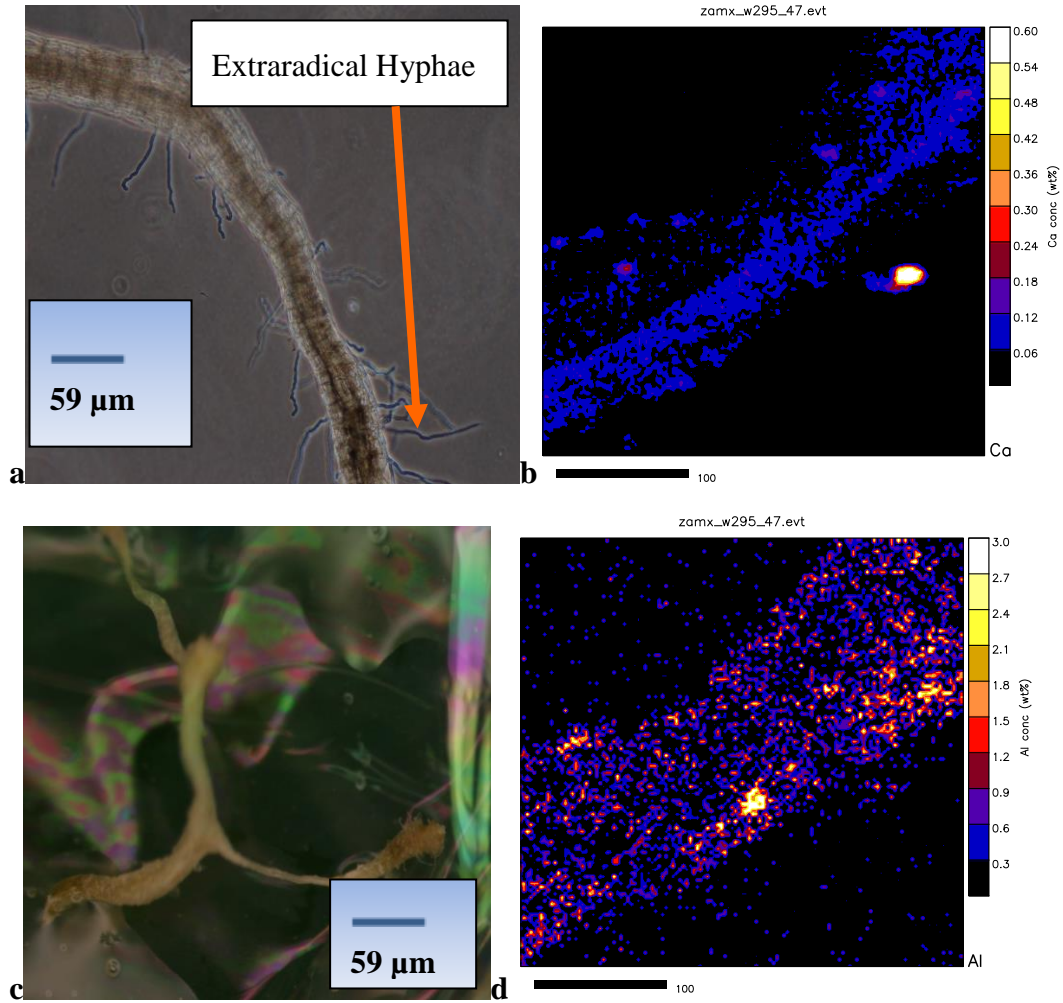 Extraradical Hyphae
59 µm
a
zamx_w295_47.evt
0.60
0.54
0.48
0.42
0.36
0.30
0.24
0.18
0.12
0.06
Ca conc (wt%)
Ca
b
100
59 µm
c
zamx_w295_47.evt
3.0
2.7
2.4
2.1
1.8
1.5
1.2
0.9
0.6
0.3
Al conc (wt%)
Al
d
100